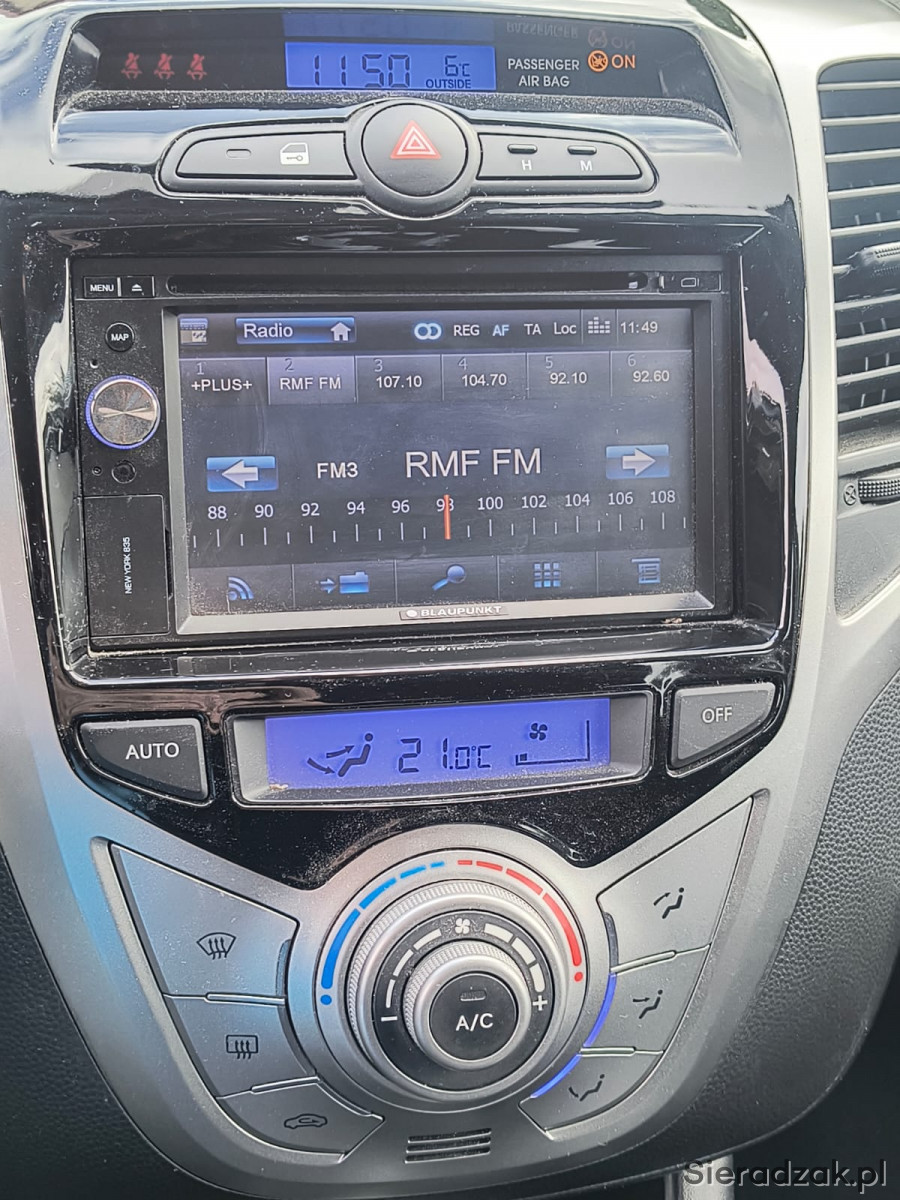 11:50 6c
OUTSIDE
PASSENGER
AIR BAG
ON
H M
MENU
MAP
Radio REG AF TA Loc 11:49
1 2 3 4 5 6
+PLUS+ RMF FM 107.10 104.70 92.10 92.60
FM3 RMF FM
88 90 92 94 96 98 100 102 104 106 108
NEW YORK 835
BLAUPUNKT
AUTO
21.0°C
OFF
A/C
Sieradzak.pl